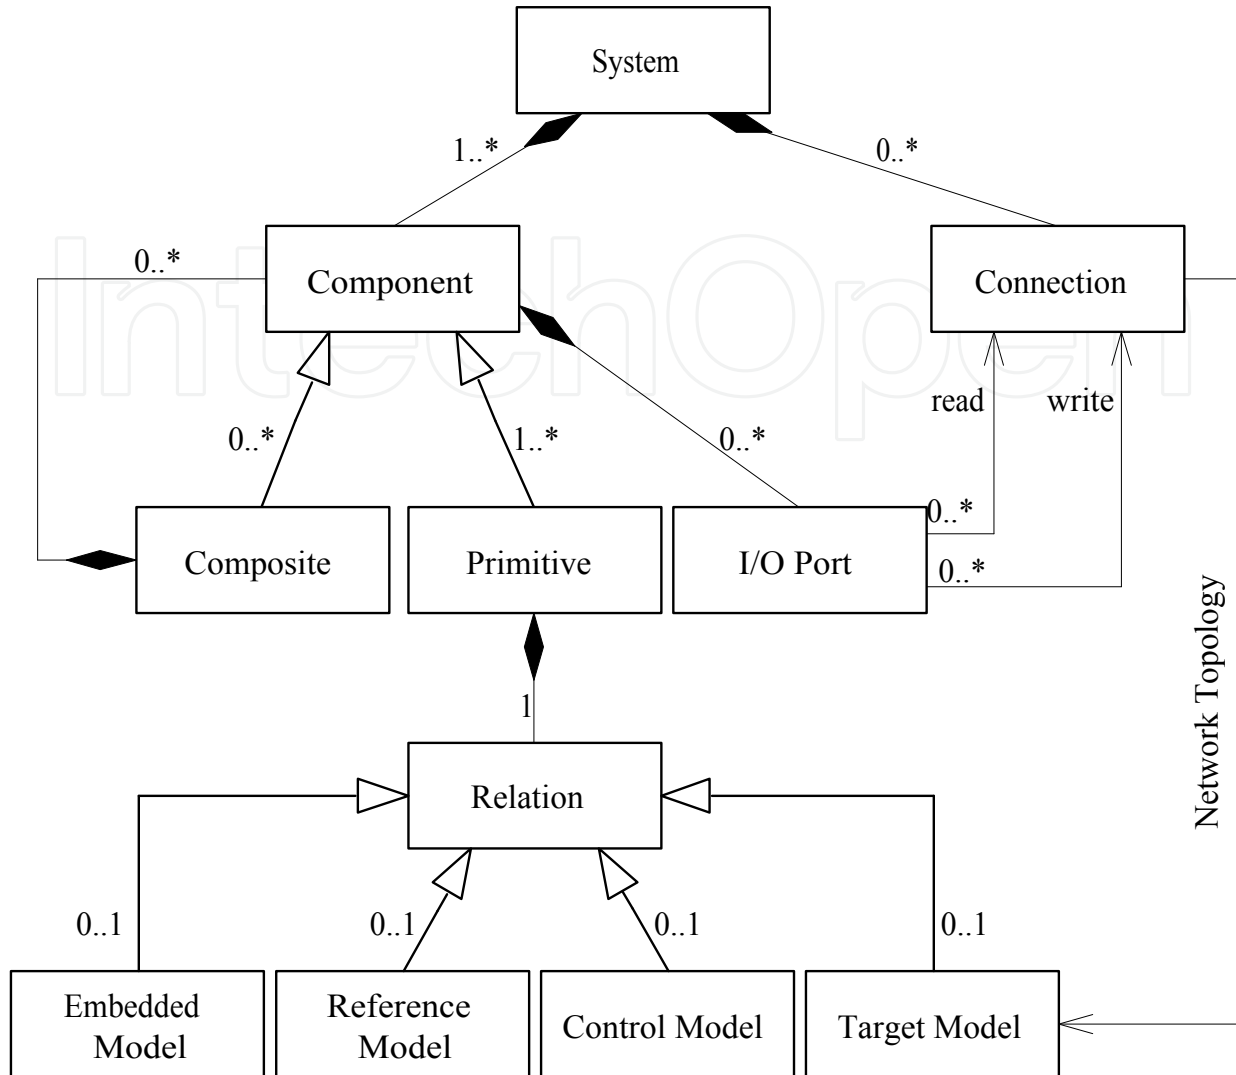 System
1..*
0..*
IntechOpen
0..*
Component
Connection
read
write
0..*
1..*
0..*
0..*
Composite
Primitive
I/O Port
0..*
Network Topology
1
Relation
0..1
0..1
0..1
0..1
Embedded
Model
Reference
Model
Control Model
Target Model